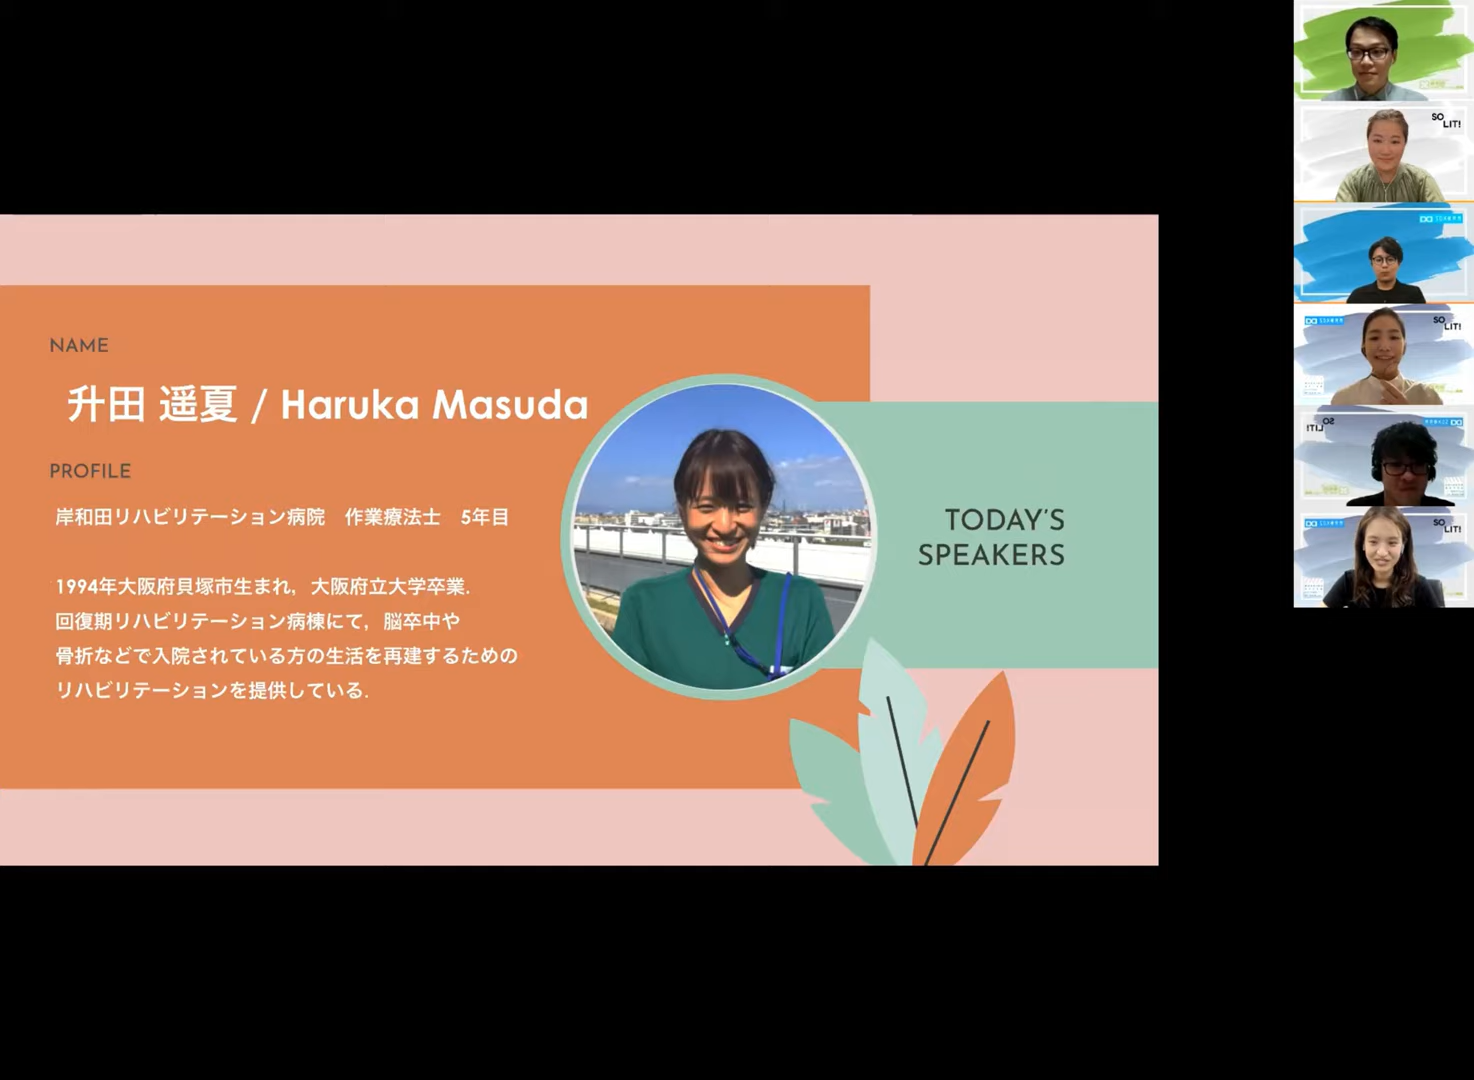 NAME
升田 遥夏 / Haruka Masuda
PROFILE
岸和田リハビリテーション病院　作業療法士　5年目
1994年大阪府貝塚市生まれ，大阪府立大学卒業.
回復期リハビリテーション病棟にて，脳卒中や
骨折などで入院されている方の生活を再建するための
リハビリテーションを提供している.
TODAY'S
SPEAKERS
SO
LIT!
SO
LIT!
SO
LIT!
SO
LIT!